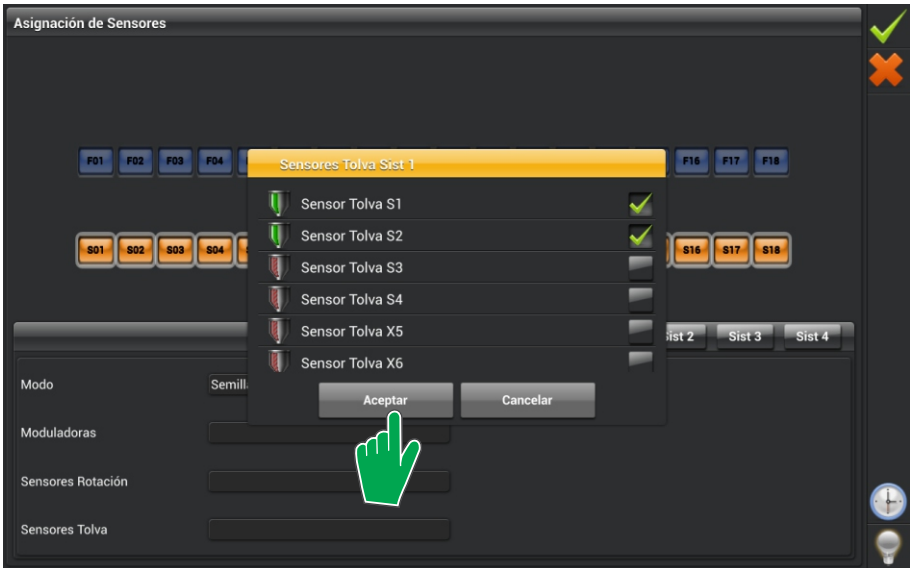 Asignación de Sensores
F01 F02 F03 F04 F16 F17 F18
Sensores Tolva Sist 1
Sensor Tolva S1
Sensor Tolva S2
S01 S02 S03 S04 S16 S17 S18
Sensor Tolva S3
Sensor Tolva S4
Sensor Tolva X5
Sist 2 Sist 3 Sist 4
Sensor Tolva X6
Modo Semill
Aceptar Cancelar
Moduladoras
Sensores Rotación
Sensores Tolva